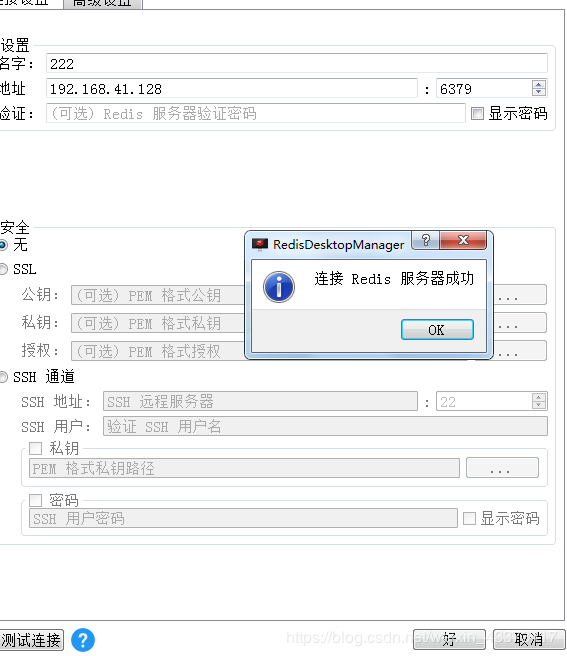 高级设置
设置
名字： 222
地址 192.168.41.128 : 6379
验证： (可选) Redis 服务器验证密码 显示密码
安全
无
SSL
公钥： (可选) PEM 格式公钥 ...
私钥： (可选) PEM 格式私钥 ...
授权： (可选) PEM 格式授权 ...
RedisDesktopManager
连接 Redis 服务器成功
OK
SSH 通道
SSH 地址： SSH 远程服务器 : 22
SSH 用户： 验证 SSH 用户名
私钥
PEM 格式私钥路径 ...
密码
SSH 用户密码 显示密码
测试连接 ? 好 取消